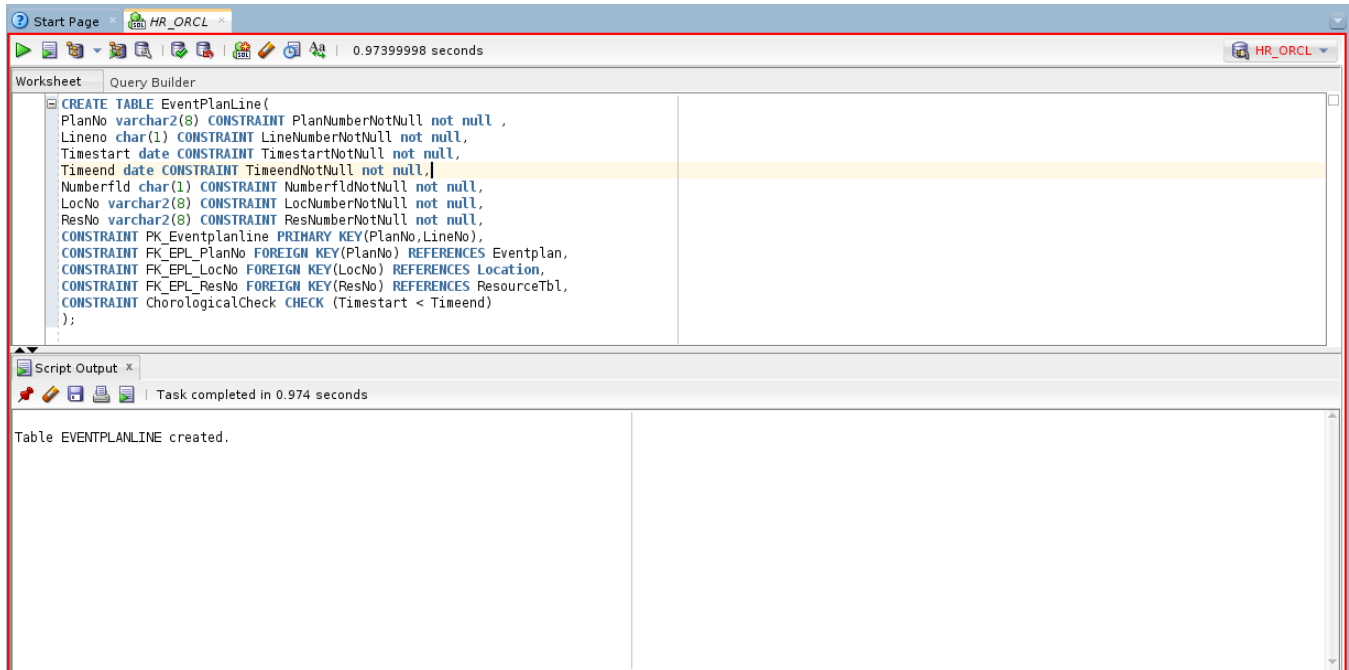 Start Page
HR_ORCL
0.97399998 seconds
HR_ORCL
Worksheet Query Builder
CREATE TABLE EventPlanLine(
PlanNo varchar2(8) CONSTRAINT PlanNumberNotNull not null ,
Lineno char(1) CONSTRAINT LineNumberNotNull not null,
Timestart date CONSTRAINT TimestartNotNull not null,
Timeend date CONSTRAINT TimeendNotNull not null,
Numberfld char(1) CONSTRAINT NumberfldNotNull not null,
LocNo varchar2(8) CONSTRAINT LocNumberNotNull not null,
ResNo varchar2(8) CONSTRAINT ResNumberNotNull not null,
CONSTRAINT PK_Eventplanline PRIMARY KEY(PlanNo,LineNo),
CONSTRAINT FK_EPL_PlanNo FOREIGN KEY(PlanNo) REFERENCES Eventplan,
CONSTRAINT FK_EPL_LocNo FOREIGN KEY(LocNo) REFERENCES Location,
CONSTRAINT FK_EPL_ResNo FOREIGN KEY(ResNo) REFERENCES ResourceTbl,
CONSTRAINT ChorologicalCheck CHECK (Timestart < Timeend)
);
Script Output x
Task completed in 0.974 seconds
Table EVENTPLANLINE created.